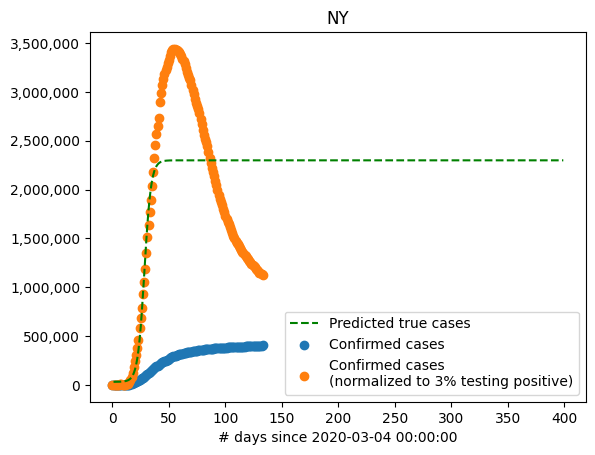 NY
3,500,000
3,000,000
2,500,000
2,000,000
1,500,000
1,000,000
500,000
0
Predicted true cases
Confirmed cases
Confirmed cases
(normalized to 3% testing positive)
0 50 100 150 200 250 300 350 400
# days since 2020-03-04 00:00:00